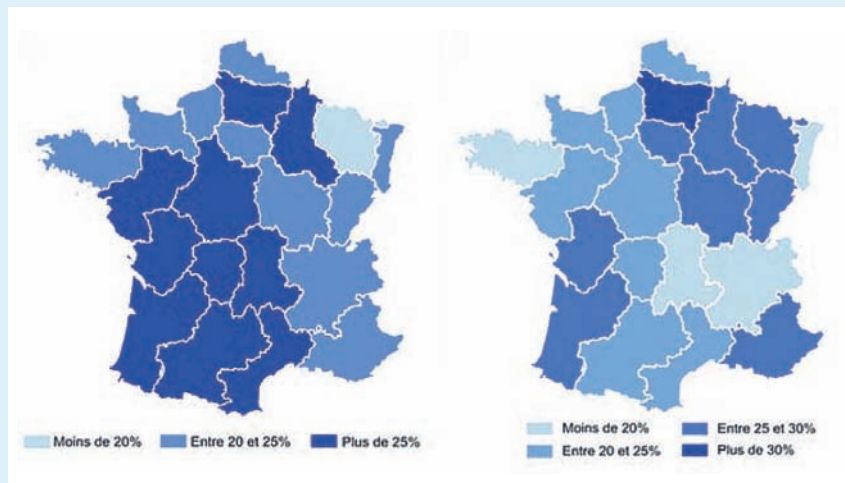 Moins de 20% Entre 20 et 25% Plus de 25%
Moins de 20% Entre 25 et 30%
Entre 20 et 25% Plus de 30%